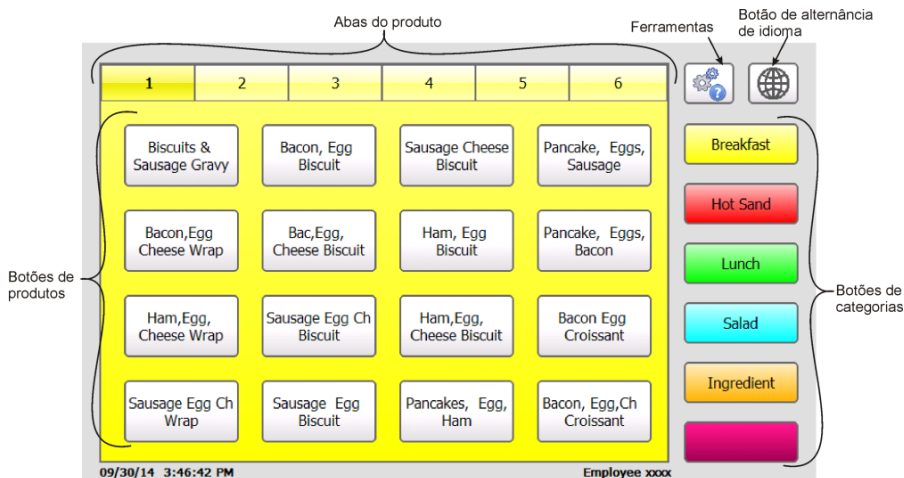 Abas do produto
Ferramentas
Botão de alternância
de idioma
1
2
3
4
5
6
Biscuits &
Sausage Gravy
Bacon, Egg
Biscuit
Sausage Cheese
Biscuit
Pancake, Eggs,
Sausage
Breakfast
Hot Sand
Bacon,Egg
Cheese Wrap
Bac,Egg,
Cheese Biscuit
Ham, Egg
Biscuit
Pancake, Eggs,
Bacon
Lunch
Botões de
produtos
Botões de
categorias
Ham,Egg,
Cheese Wrap
Sausage Egg Ch
Biscuit
Ham,Egg,
Cheese Biscuit
Bacon Egg
Croissant
Salad
Ingredient
Sausage Egg Ch
Wrap
Sausage Egg
Biscuit
Pancakes, Egg,
Ham
Bacon, Egg,Ch
Croissant
09/30/14 3:46:42 PM
Employee xxxx